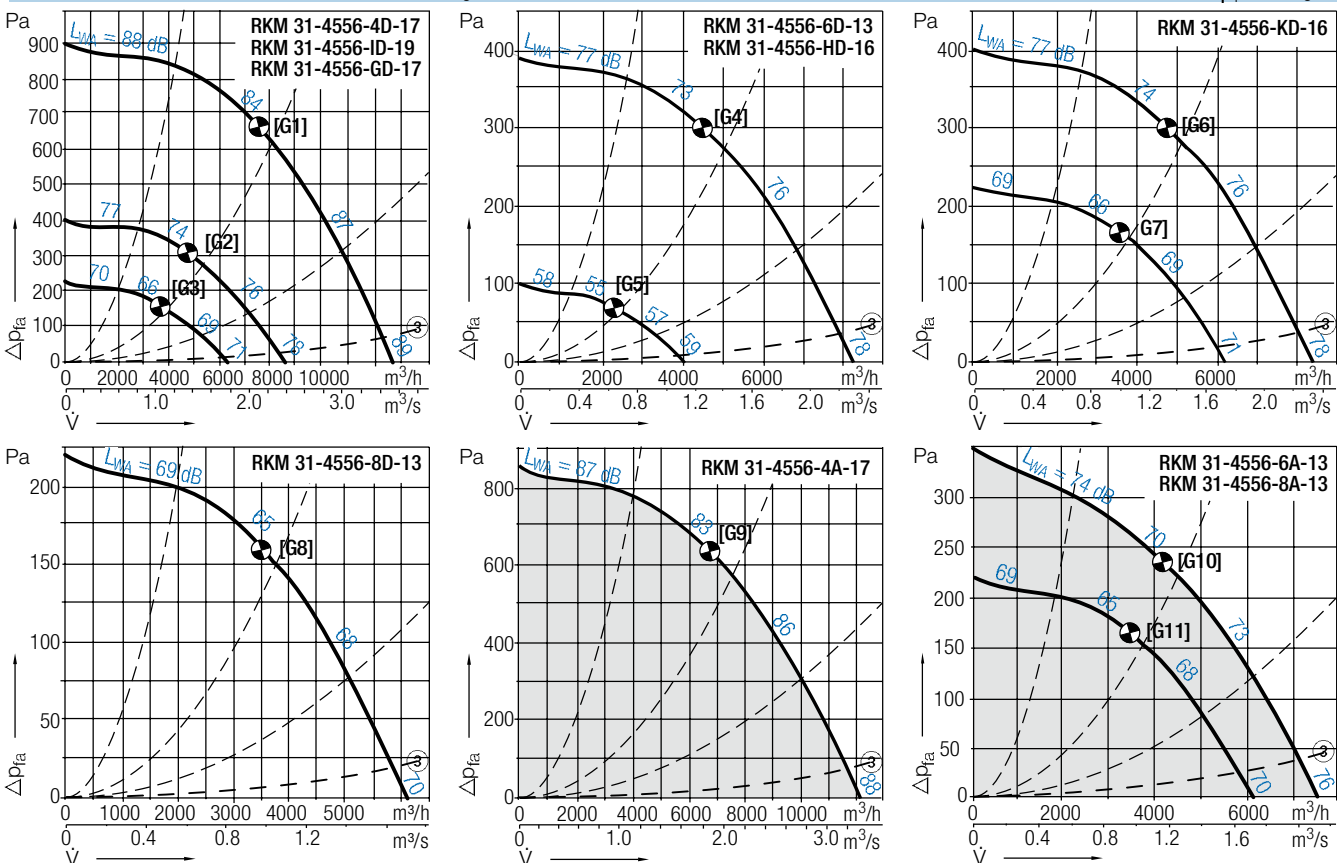 Pa
RKM 31-4556-4D-17
RKM 31-4556-ID-19
RKM 31-4556-GD-17
900
800
700
600
500
400
300
200
100
0
LWA = 88 dB
84
87
89
[G1]
77
74
76
78
[G2]
70
66
69
71
[G3]
3
Δpfa
0 2000 4000 6000 8000 10000 m³/h
0 1.0 2.0 3.0 m³/s
V̇
Pa
RKM 31-4556-6D-13
RKM 31-4556-HD-16
400
300
200
100
0
LWA = 77 dB
73
76
78
[G4]
58
55
57
59
[G5]
3
Δpfa
0 2000 4000 6000 m³/h
0 0.4 0.8 1.2 1.6 2.0 m³/s
V̇
Pa
RKM 31-4556-KD-16
400
300
200
100
0
LWA = 77 dB
74
76
78
[G6]
69
66
69
71
G7]
3
Δpfa
0 2000 4000 6000 m³/h
0 0.4 0.8 1.2 1.6 2.0 m³/s
V̇
Pa
RKM 31-4556-8D-13
200
150
100
50
0
LWA = 69 dB
65
68
70
[G8]
3
Δpfa
0 1000 2000 3000 4000 5000 m³/h
0 0.4 0.8 1.2 m³/s
V̇
Pa
RKM 31-4556-4A-17
800
600
400
200
0
LWA = 87 dB
83
86
88
[G9]
3
Δpfa
0 2000 4000 6000 8000 10000 m³/h
0 1.0 2.0 3.0 m³/s
V̇
Pa
RKM 31-4556-6A-13
RKM 31-4556-8A-13
300
250
200
150
100
50
0
LWA = 74 dB
70
73
76
[G10]
69
65
68
70
[G11]
3
Δpfa
0 2000 4000 6000 m³/h
0 0.4 0.8 1.2 1.6 m³/s
V̇